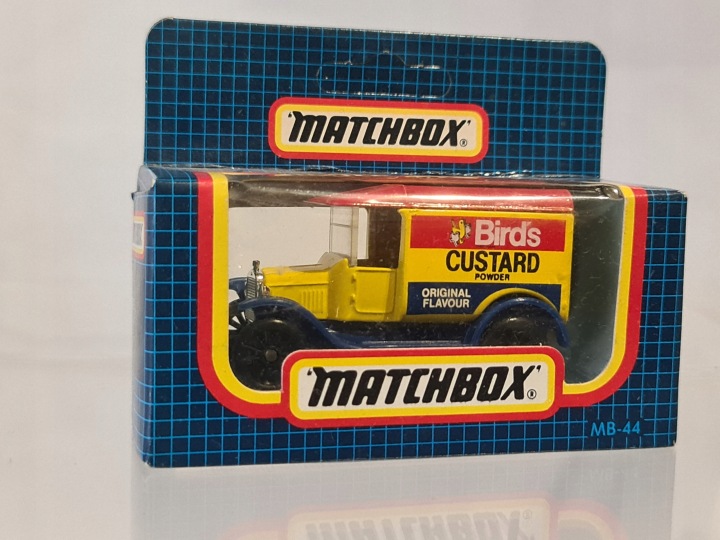 'MATCHBOX'®
Bird's
CUSTARD
POWDER
ORIGINAL
FLAVOUR
'MATCHBOX'®
MB-44